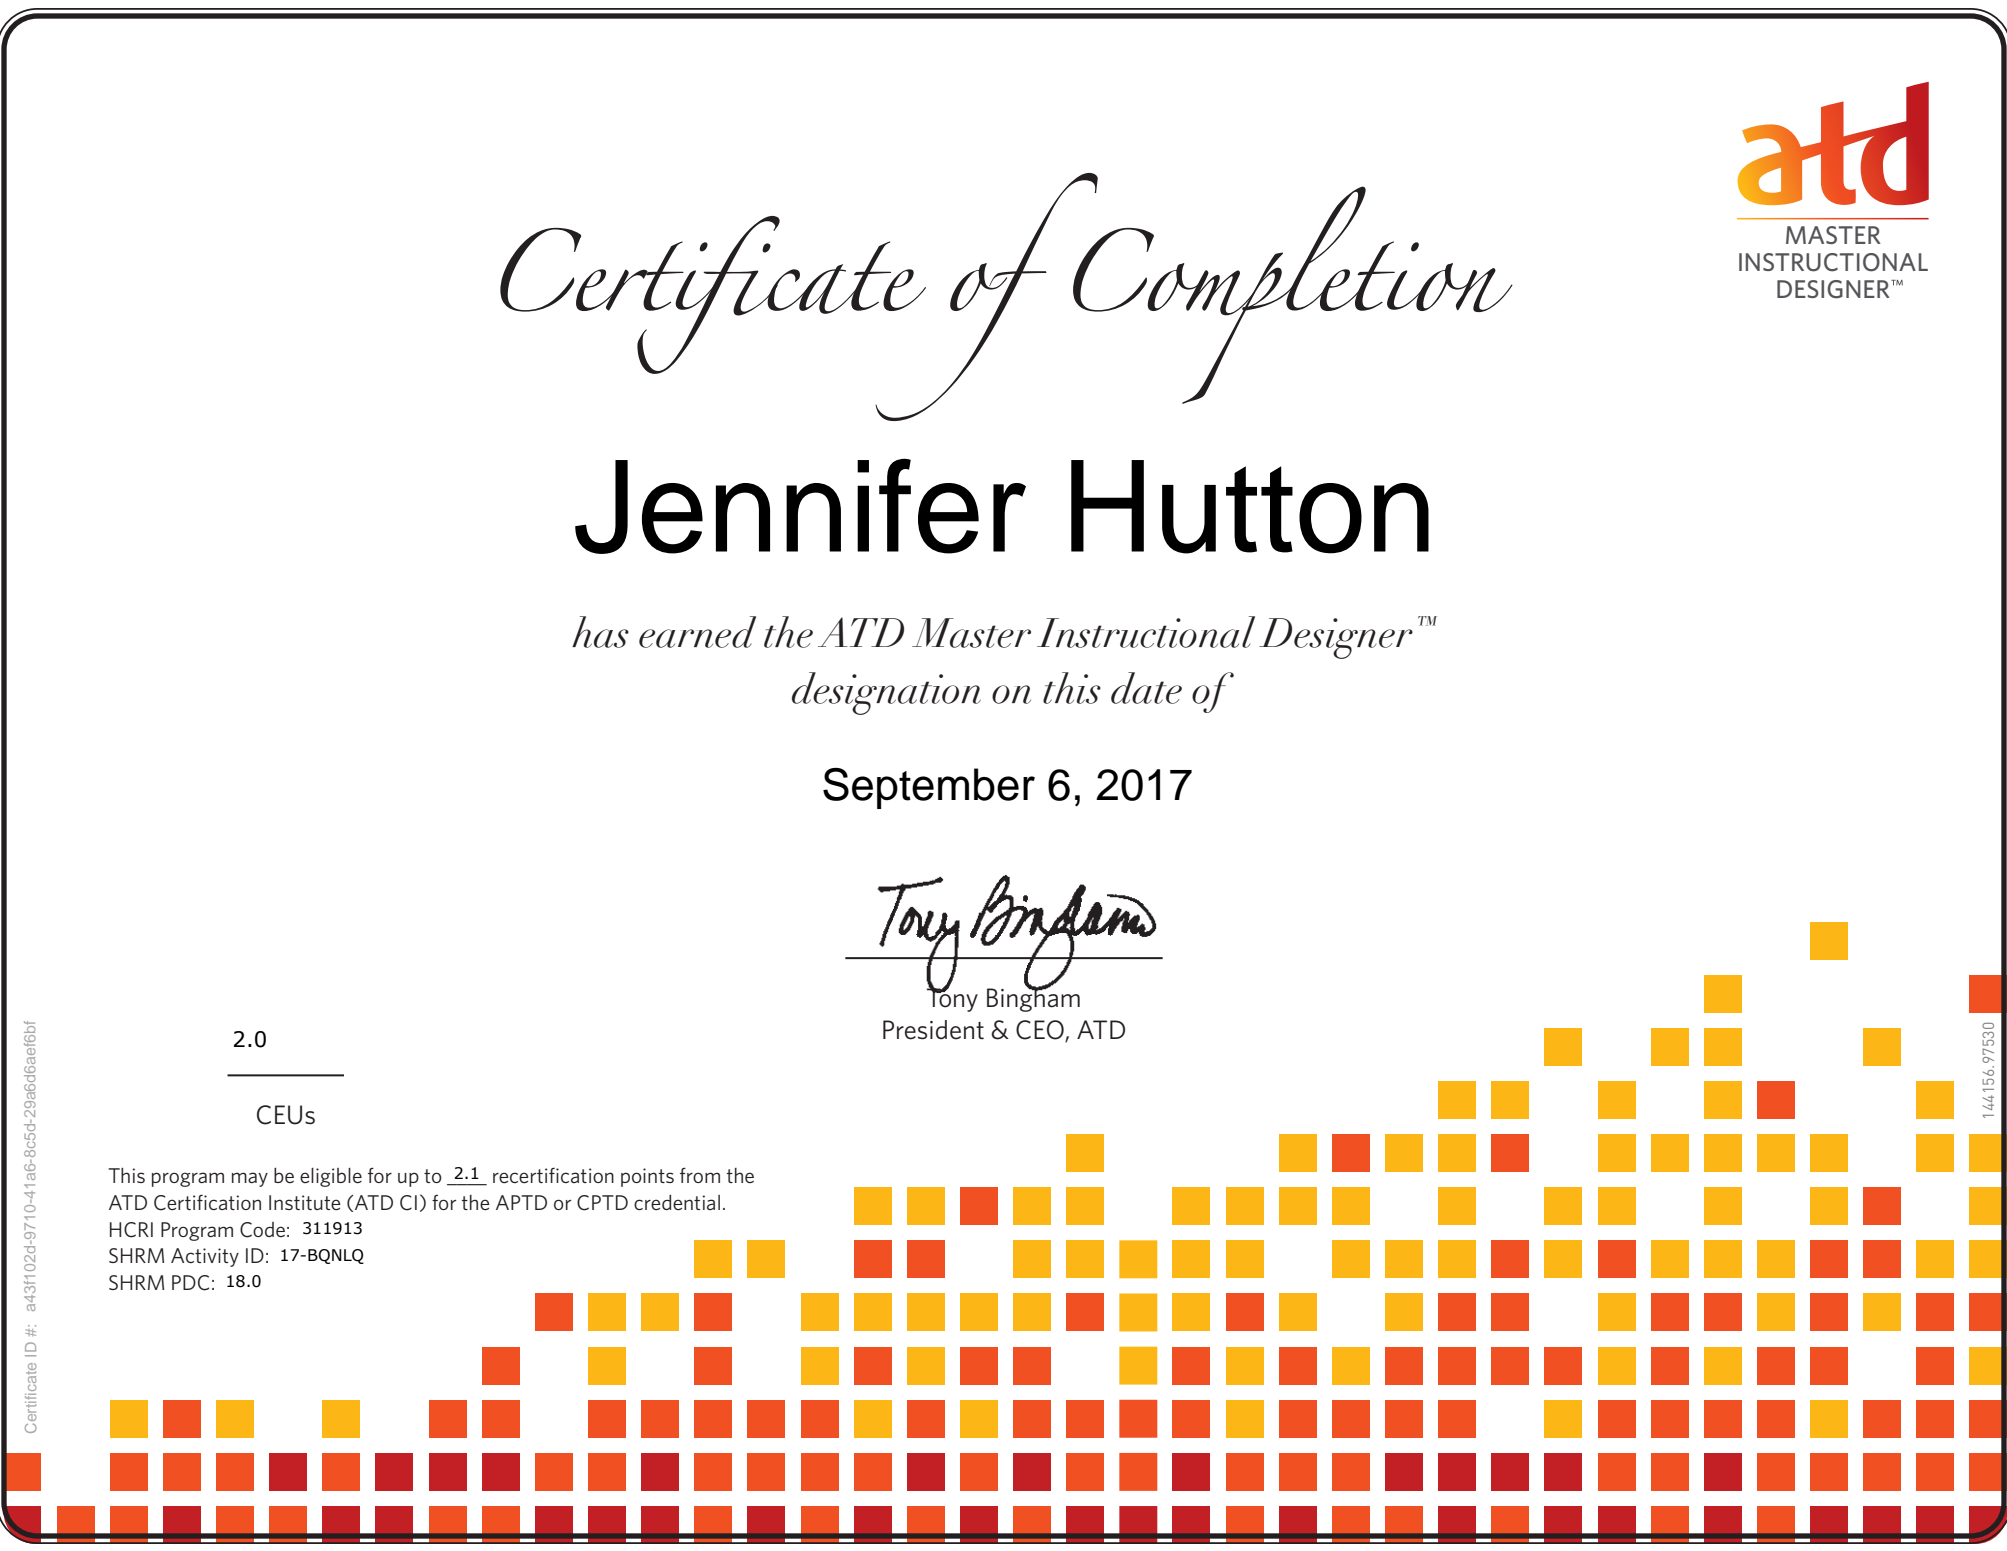 atd
MASTER
INSTRUCTIONAL
DESIGNER™
Certificate of Completion
Jennifer Hutton
has earned the ATD Master Instructional Designer™
designation on this date of
September 6, 2017
Tony Bingham
Tony Bingham
President & CEO, ATD
2.0
CEUs
This program may be eligible for up to 2.1 recertification points from the
ATD Certification Institute (ATD CI) for the APTD or CPTD credential.
HCRI Program Code: 311913
SHRM Activity ID: 17-BQNLQ
SHRM PDC: 18.0
Certificate ID #: a43f102d-9710-41a6-8c5d-29a6d6aef6bf
144156.97530